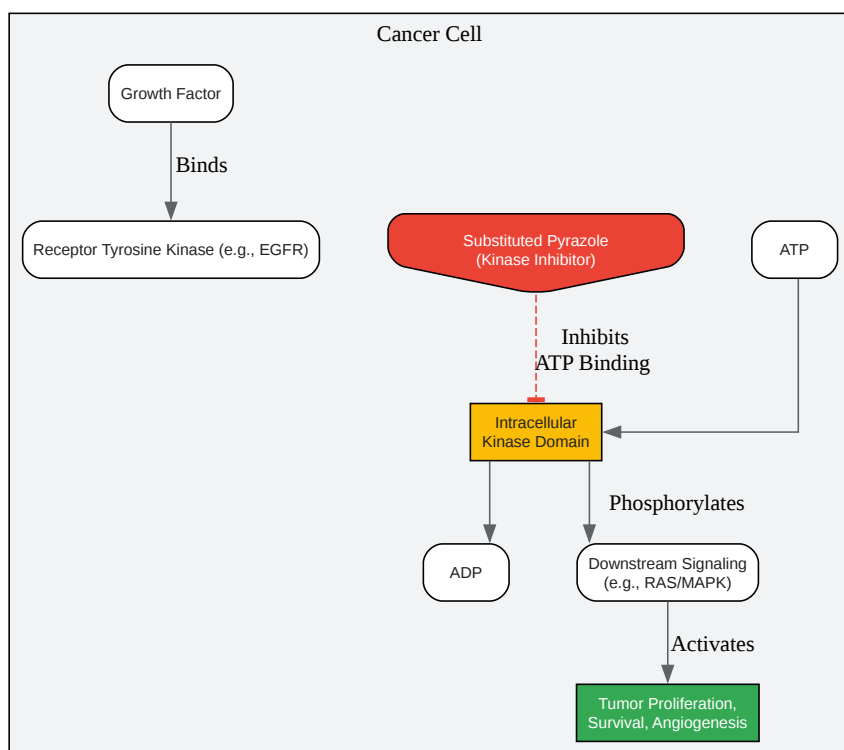 Cancer Cell
Growth Factor
Binds
Receptor Tyrosine Kinase (e.g., EGFR)
Substituted Pyrazole
(Kinase Inhibitor)
ATP
Inhibits
ATP Binding
Intracellular
Kinase Domain
Phosphorylates
ADP
Downstream Signaling
(e.g., RAS/MAPK)
Activates
Tumor Proliferation,
Survival, Angiogenesis